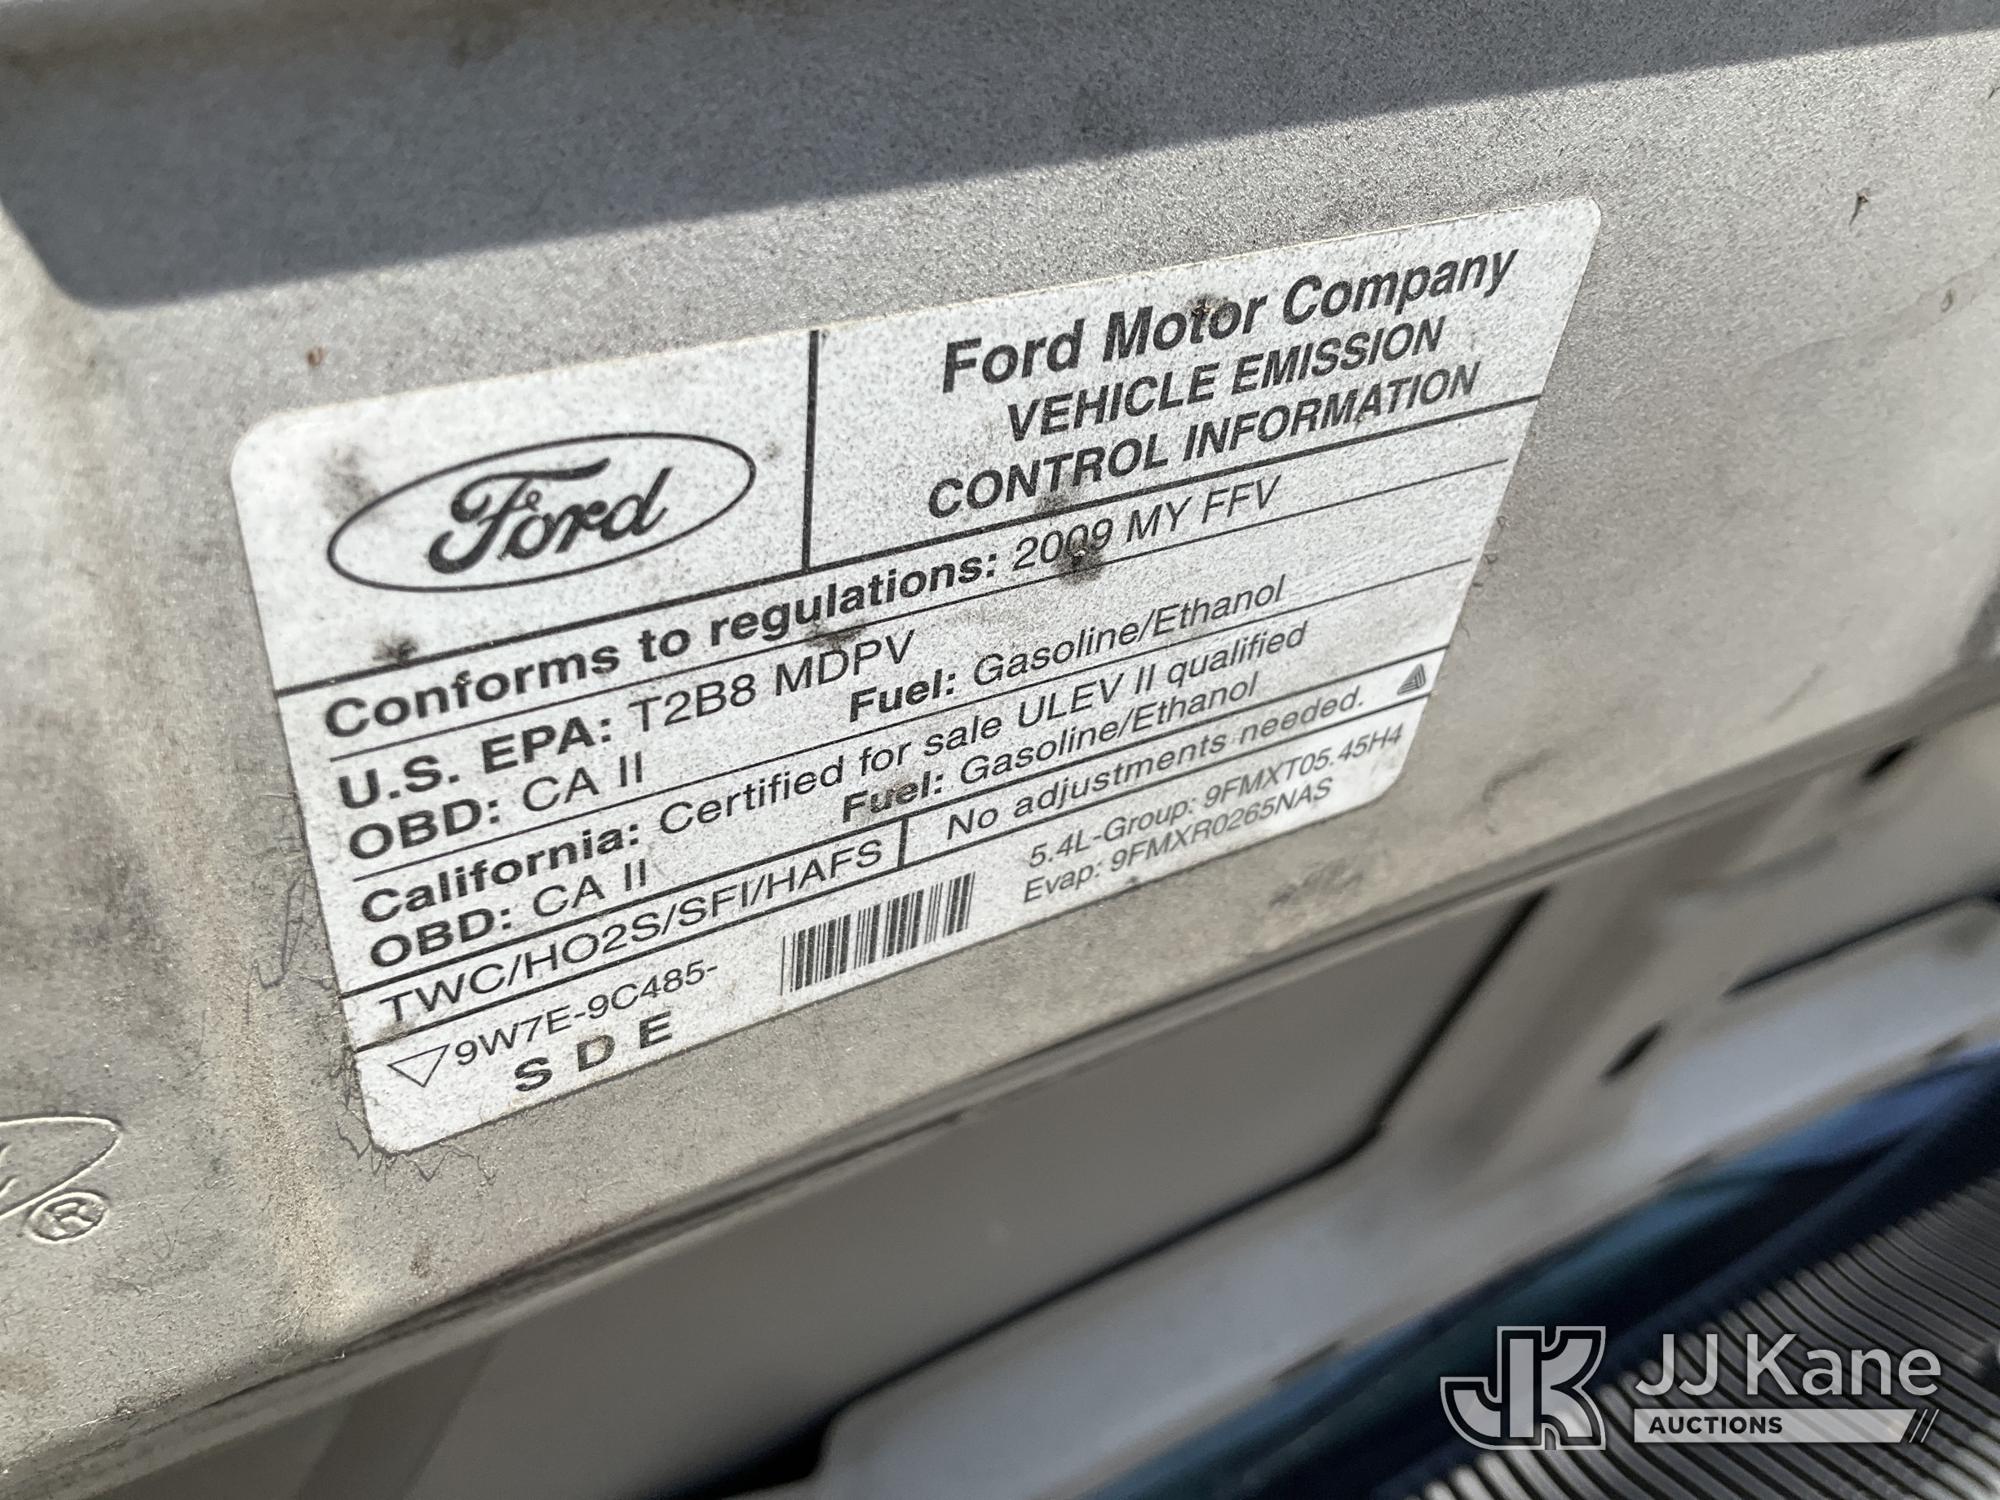 Ford
Ford Motor Company
VEHICLE EMISSION
CONTROL INFORMATION
Conforms to regulations: 2009 MY FFV
U.S. EPA: T2B8 MDPV
OBD: CA II Fuel: Gasoline/Ethanol
California: Certified for sale ULEV II qualified
OBD: CA II Fuel: Gasoline/Ethanol
TWC/HO2S/SFI/HAFS No adjustments needed.
9W7E-9C485-
S D E
5.4L-Group: 9FMXT05.45H4
Evap: 9FMXR0265NAS
®
JK
JJ Kane
AUCTIONS